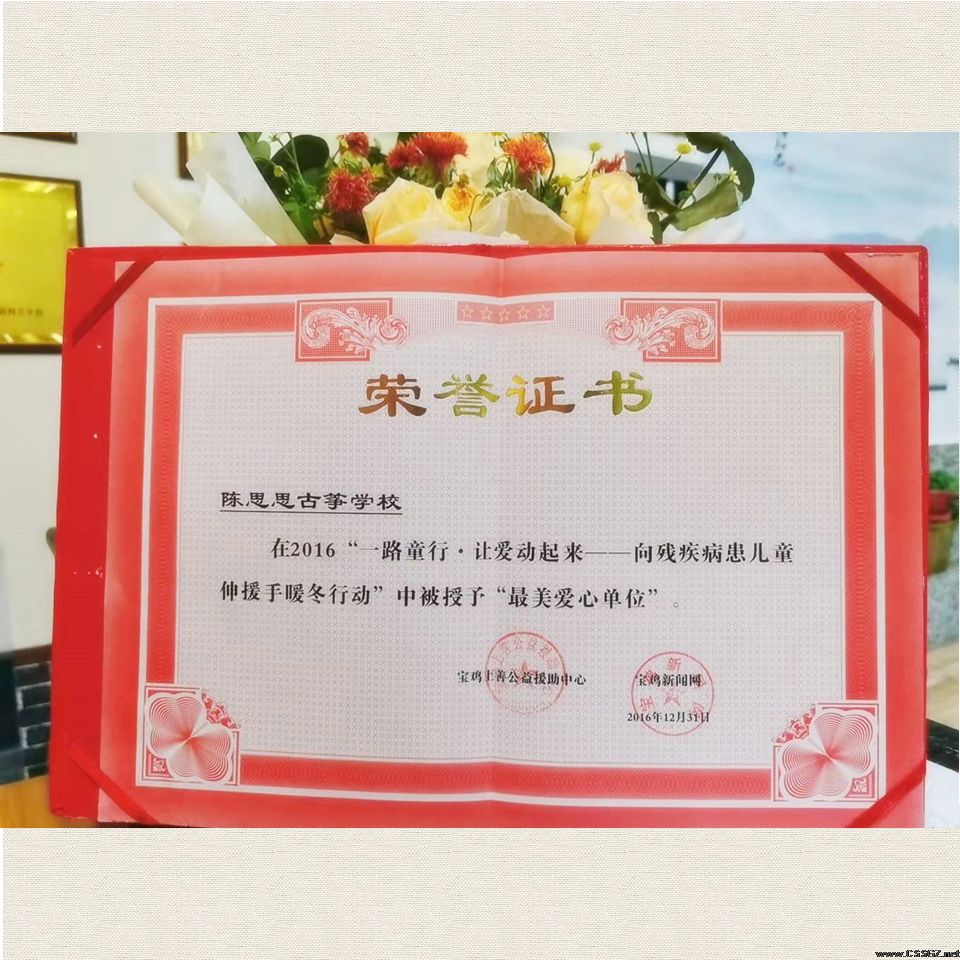 荣誉证书
陈思思古筝学校
在2016“一路童行·让爱动起来——向残疾病患儿童
伸援手暖冬行动”中被授予“最美爱心单位”。
宝鸡上善公益援助中心
宝鸡新闻网
2016年12月31日